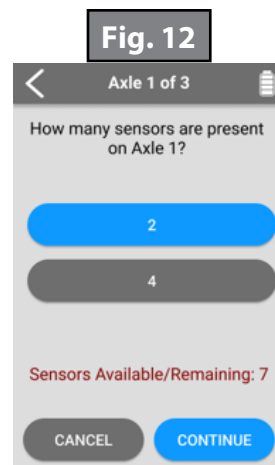 Fig. 12
Axle 1 of 3
How many sensors are present
on Axle 1?
2
4
Sensors Available/Remaining: 7
CANCEL
CONTINUE